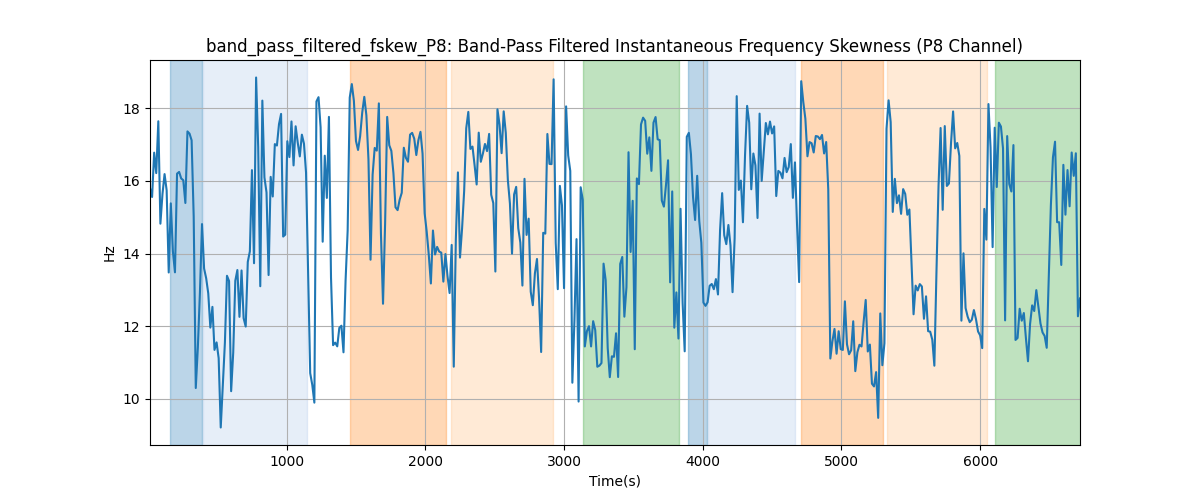 band_pass_filtered_fskew_P8: Band-Pass Filtered Instantaneous Frequency Skewness (P8 Channel)
18
16
14
12
10
Hz
1000 2000 3000 4000 5000 6000
Time(s)